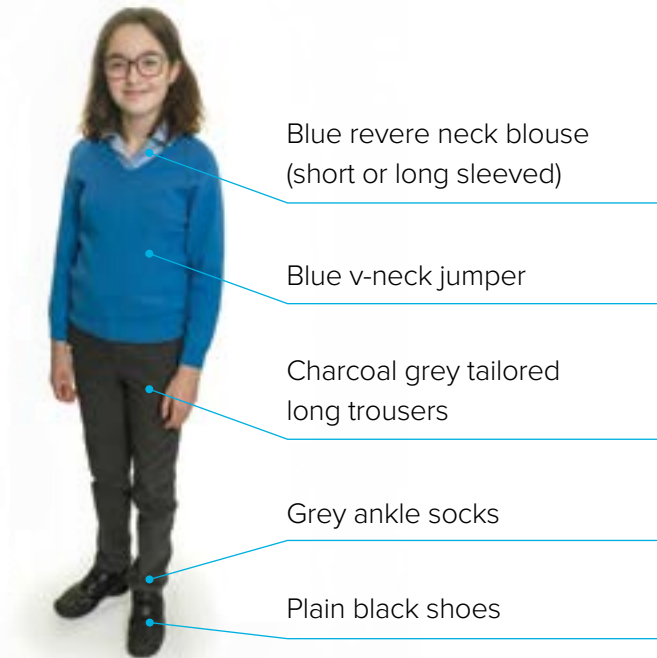 Blue revere neck blouse
(short or long sleeved)
Blue v-neck jumper
Charcoal grey tailored
long trousers
Grey ankle socks
Plain black shoes